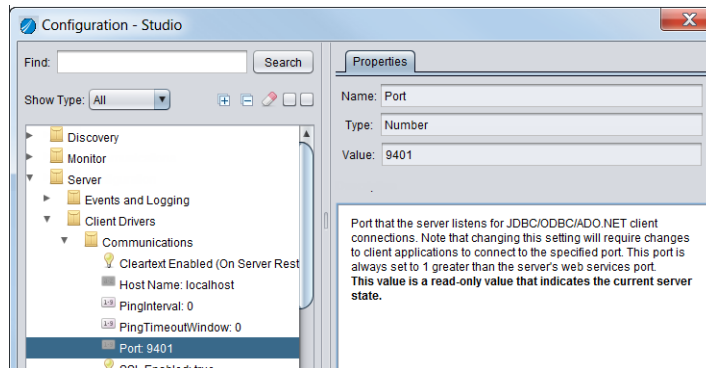 Configuration - Studio
Find:
Search
Show Type: All
Discovery
Monitor
Server
Events and Logging
Client Drivers
Communications
Cleartext Enabled (On Server Rest
Host Name: localhost
PingInterval: 0
PingTimeoutWindow: 0
Port: 9401
SSL Enabled: true
Properties
Name: Port
Type: Number
Value: 9401
Port that the server listens for JDBC/ODBC/ADO.NET client
connections. Note that changing this setting will require changes
to client applications to connect to the specified port. This port is
always set to 1 greater than the server's web services port.
This value is a read-only value that indicates the current server
state.